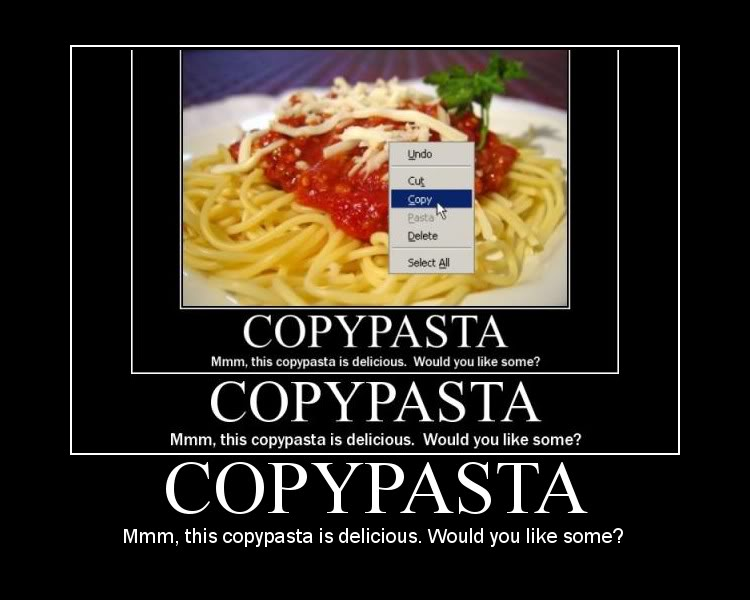 Undo
Cut
Copy
Pasta
Delete
Select All
COPYPASTA
Mmm, this copypasta is delicious.  Would you like some?
COPYPASTA
Mmm, this copypasta is delicious.  Would you like some?
COPYPASTA
Mmm, this copypasta is delicious. Would you like some?